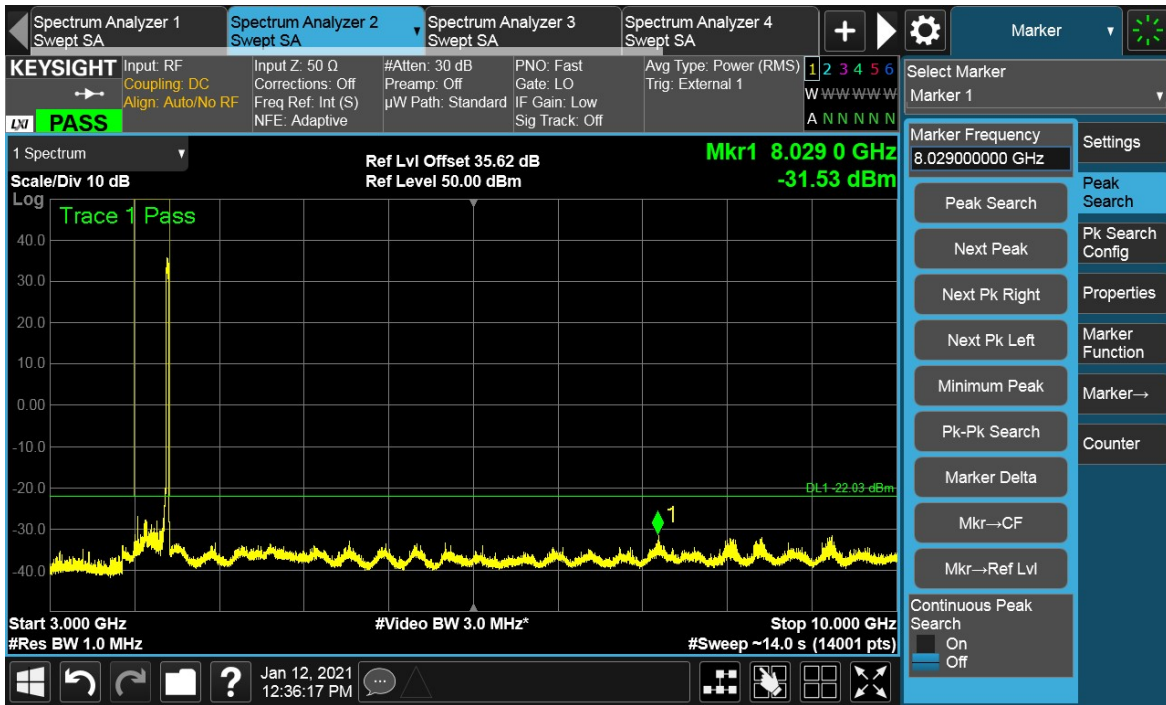 Spectrum Analyzer 1
Swept SA
Spectrum Analyzer 2
Swept SA
Spectrum Analyzer 3
Swept SA
Spectrum Analyzer 4
Swept SA
+
Marker
KEYSIGHT
LXI PASS
Input: RF
Coupling: DC
Align: Auto/No RF
Input Z: 50 Ω
Corrections: Off
Freq Ref: Int (S)
NFE: Adaptive
#Atten: 30 dB
Preamp: Off
µW Path: Standard
PNO: Fast
Gate: LO
IF Gain: Low
Sig Track: Off
Avg Type: Power (RMS)
Trig: External 1
1 2 3 4 5 6
W W W W W W
A N N N N N
Select Marker
Marker 1
1 Spectrum
Scale/Div 10 dB
Ref Lvl Offset 35.62 dB
Ref Level 50.00 dBm
Mkr1 8.029 0 GHz
-31.53 dBm
Log
Trace 1 Pass
40.0
30.0
20.0
10.0
0.00
-10.0
-20.0
-30.0
-40.0
DL1 -22.03 dBm
1
Start 3.000 GHz
#Res BW 1.0 MHz
#Video BW 3.0 MHz*
Stop 10.000 GHz
#Sweep ~14.0 s (14001 pts)
Marker Frequency
8.029000000 GHz
Peak Search
Next Peak
Next Pk Right
Next Pk Left
Minimum Peak
Pk-Pk Search
Marker Delta
Mkr→CF
Mkr→Ref Lvl
Continuous Peak
Search
On
Off
Settings
Peak
Search
Pk Search
Config
Properties
Marker
Function
Marker→
Counter
?
Jan 12, 2021
12:36:17 PM